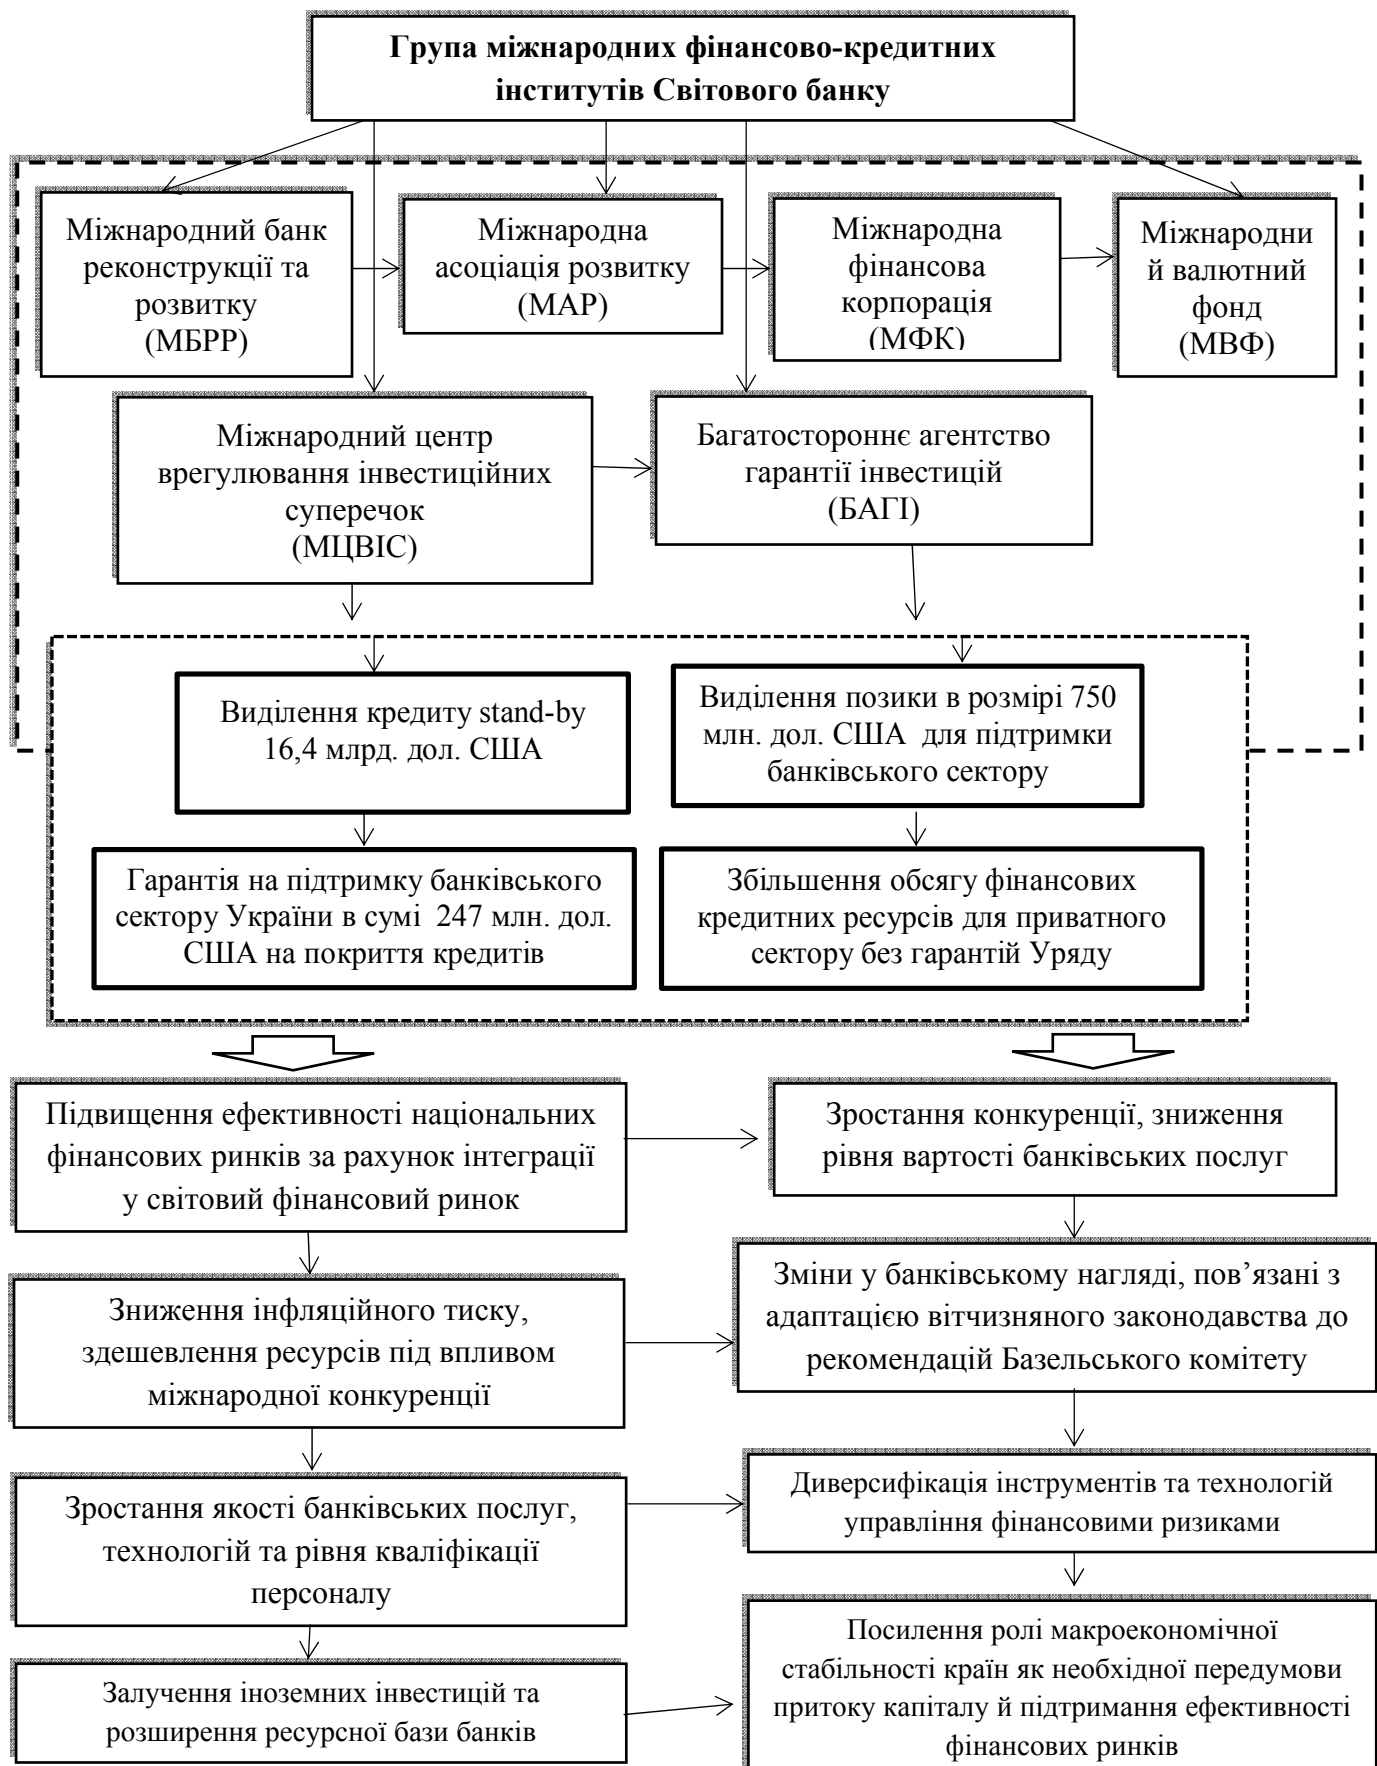 Група міжнародних фінансово-кредитних
інститутів Світового банку
Міжнародний банк
реконструкції та
розвитку
(МБРР)
Міжнародна
асоціація розвитку
(МАР)
Міжнародна
фінансова
корпорація
(МФК)
Міжнародни
й валютний
фонд
(МВФ)
Міжнародний центр
врегулювання інвестиційних
суперечок
(МЦВІС)
Багатостороннє агентство
гарантії інвестицій
(БАГІ)
Виділення кредиту stand-by
16,4 млрд. дол. США
Виділення позики в розмірі 750
млн. дол. США для підтримки
банківського сектору
Гарантія на підтримку банківського
сектору України в сумі 247 млн. дол.
США на покриття кредитів
Збільшення обсягу фінансових
кредитних ресурсів для приватного
сектору без гарантій Уряду
Підвищення ефективності національних
фінансових ринків за рахунок інтеграції
у світовий фінансовий ринок
Зростання конкуренції, зниження
рівня вартості банківських послуг
Зниження інфляційного тиску,
здешевлення ресурсів під впливом
міжнародної конкуренції
Зміни у банківському нагляді, пов’язані з
адаптацією вітчизняного законодавства до
рекомендацій Базельського комітету
Зростання якості банківських послуг,
технологій та рівня кваліфікації
персоналу
Диверсифікація інструментів та технологій
управління фінансовими ризиками
Залучення іноземних інвестицій та
розширення ресурсної бази банків
Посилення ролі макроекономічної
стабільності країн як необхідної передумови
притоку капіталу й підтримання ефективності
фінансових ринків